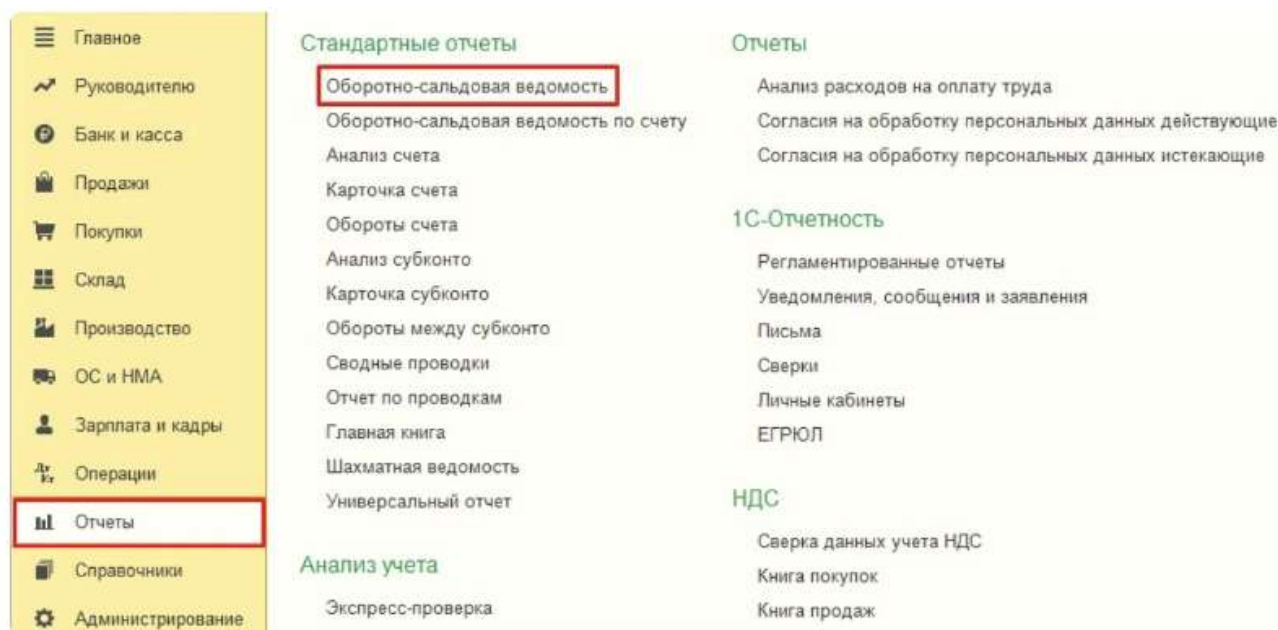 Главное
Руководителю
Банк и касса
Продажи
Покупки
Склад
Производство
ОС и НМА
Зарплата и кадры
Дт Кт
Операции
Отчеты
Справочники
Администрирование
Стандартные отчеты
Оборотно-сальдовая ведомость
Оборотно-сальдовая ведомость по счету
Анализ счета
Карточка счета
Обороты счета
Анализ субконто
Карточка субконто
Обороты между субконто
Сводные проводки
Отчет по проводкам
Главная книга
Шахматная ведомость
Универсальный отчет
Анализ учета
Экспресс-проверка
Отчеты
Анализ расходов на оплату труда
Согласия на обработку персональных данных действующие
Согласия на обработку персональных данных истекающие
1С-Отчетность
Регламентированные отчеты
Уведомления, сообщения и заявления
Письма
Сверки
Личные кабинеты
ЕГРЮЛ
НДС
Сверка данных учета НДС
Книга покупок
Книга продаж